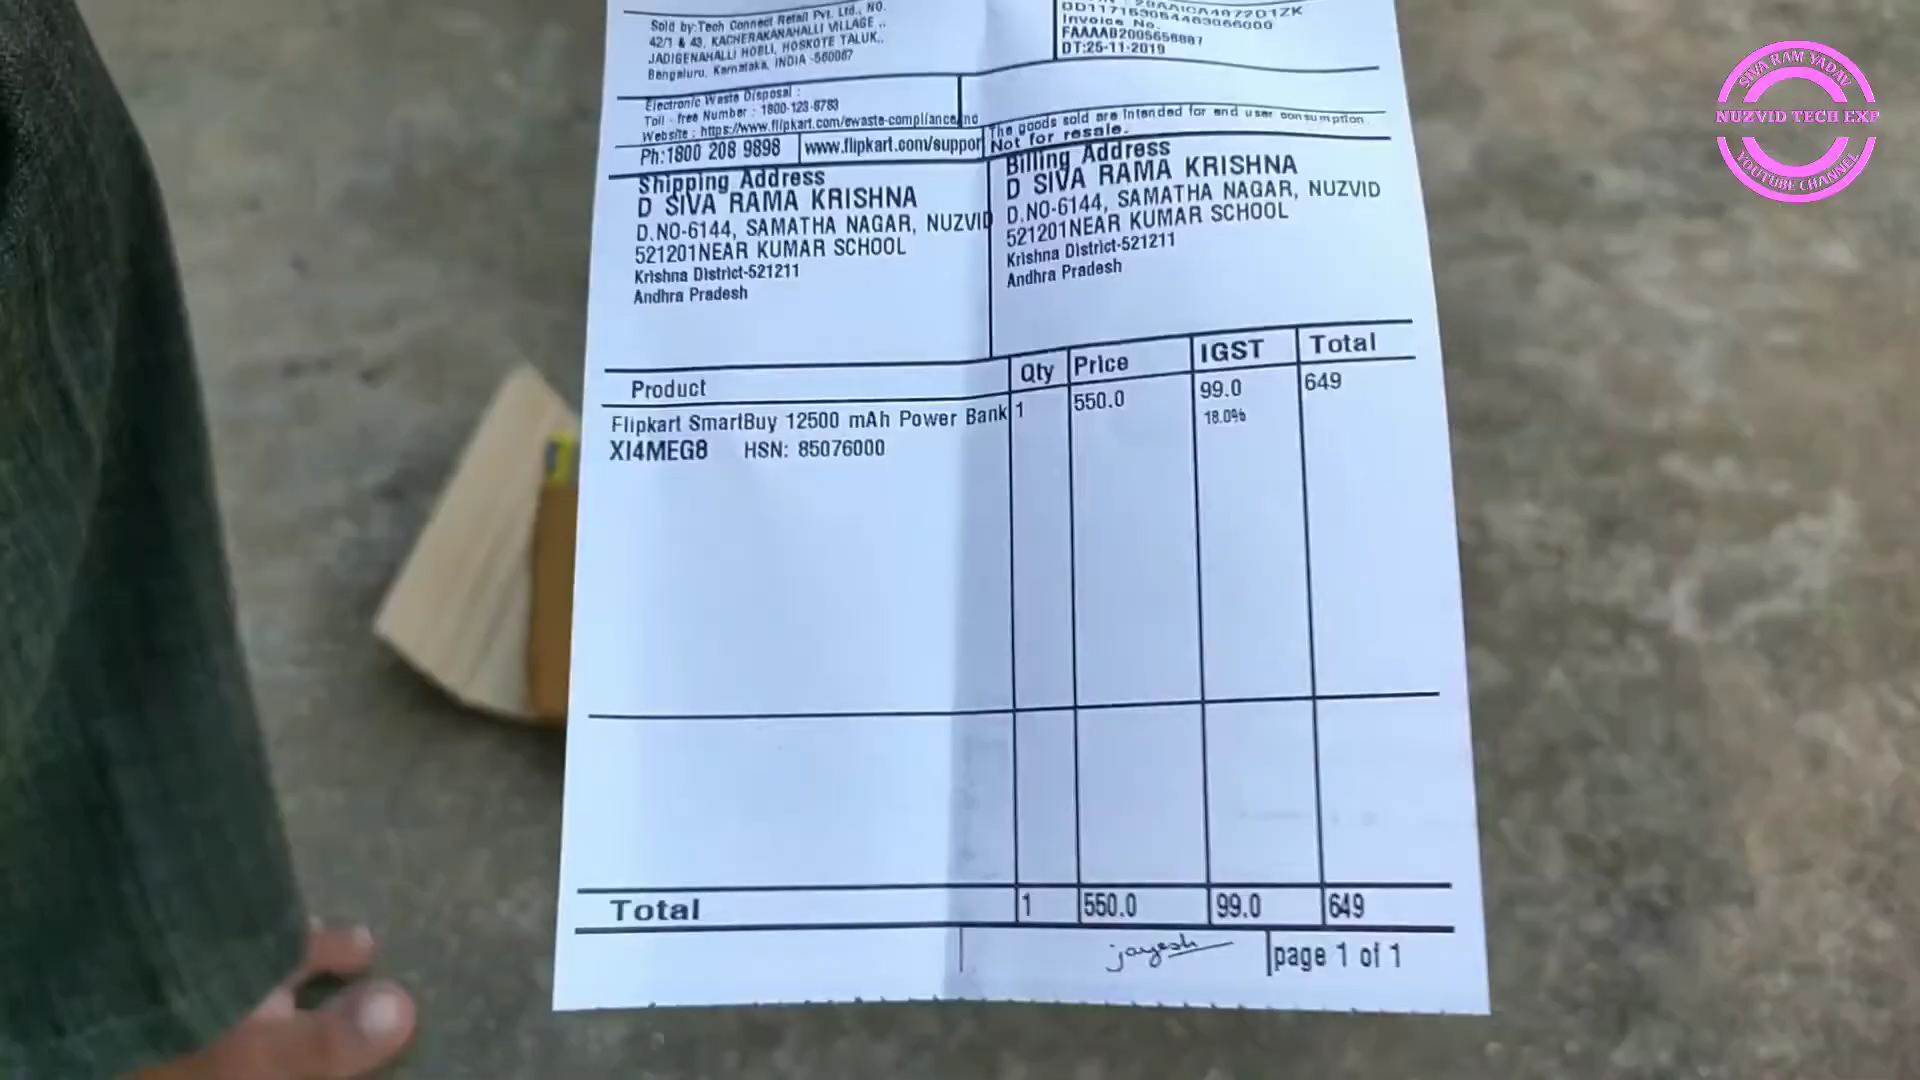 Sold by:Tech Connect Retail Pvt. Ltd., NO.
42/1 & 43, KACHERAKANAHALLI VILLAGE ,.
JADIGENAHALLI HOBLI, HOSKOTE TALUK,.
Bengaluru, Karnataka, INDIA -560067
Invoice No.
DT:25-11-2019
Electronic Waste Disposal :
Toll - free Number : 1800-123-8783
Website : https://www.flipkart.com/ewaste-compliance
The goods sold are intended for end user consumption
Not for resale.
Ph:1800 208 9898
www.flipkart.com/suppor
Shipping Address
D SIVA RAMA KRISHNA
D.NO-6144, SAMATHA NAGAR, NUZVID
521201NEAR KUMAR SCHOOL
Krishna District-521211
Andhra Pradesh
Billing Address
D SIVA RAMA KRISHNA
D.NO-6144, SAMATHA NAGAR, NUZVID
521201NEAR KUMAR SCHOOL
Krishna District-521211
Andhra Pradesh
Product Qty Price IGST Total
Flipkart SmartBuy 12500 mAh Power Bank 1 550.0 99.0 649
18.0%
XI4MEG8 HSN: 85076000
Total 1 550.0 99.0 649
jayesh
page 1 of 1
SIVA RAM YADAV
NUZVID TECH EXP
YOUTUBE CHANNEL